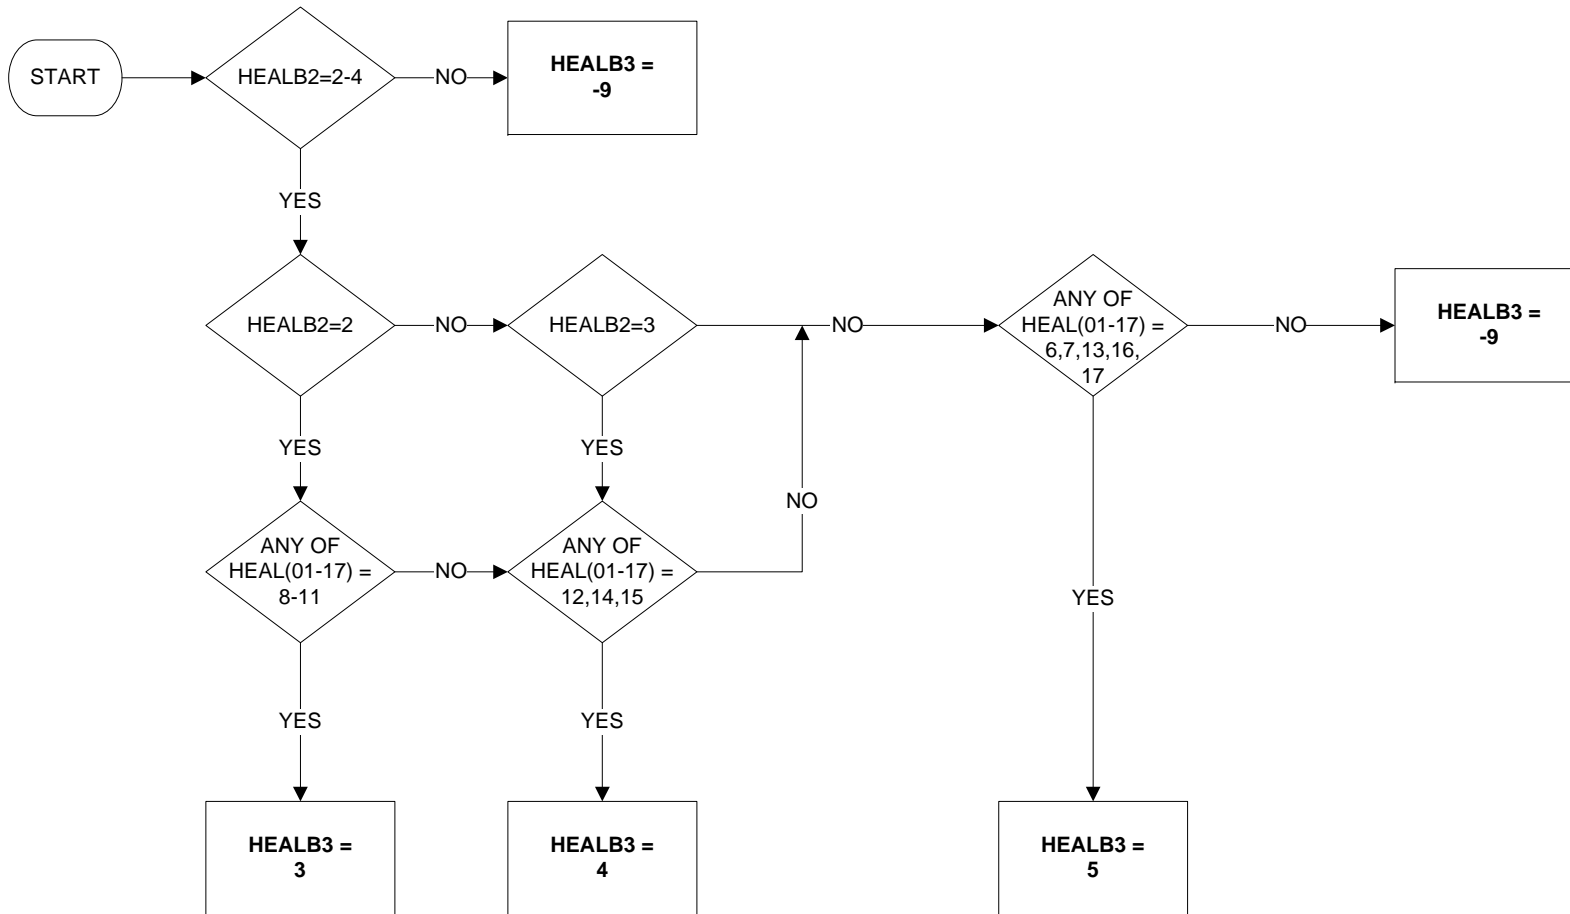 START
HEALB2=2-4
NO
HEALB3 =
-9
YES
HEALB2=2
NO
HEALB2=3
NO
ANY OF
HEAL(01-17) =
6,7,13,16,
17
NO
HEALB3 =
-9
YES
YES
NO
ANY OF
HEAL(01-17) =
8-11
NO
ANY OF
HEAL(01-17) =
12,14,15
YES
YES
YES
HEALB3 =
3
HEALB3 =
4
HEALB3 =
5